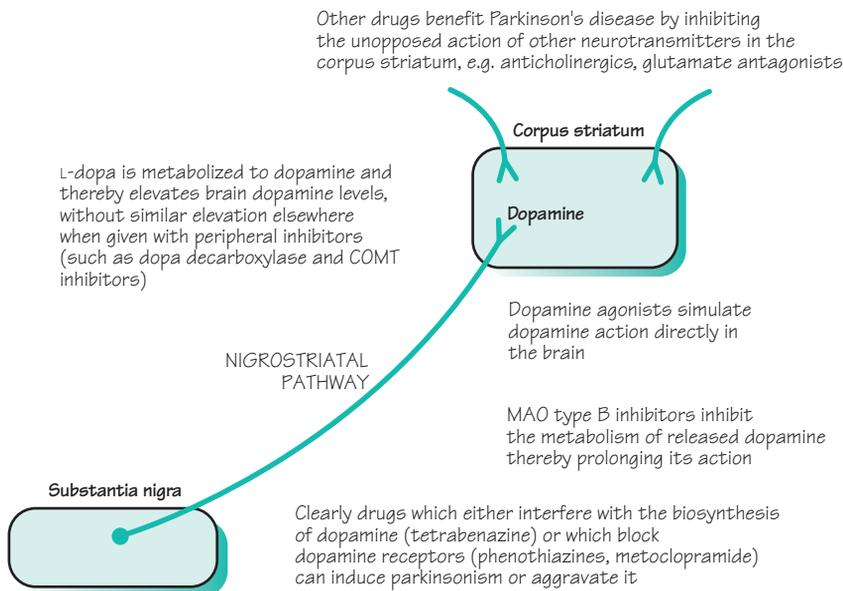 Other drugs benefit Parkinson's disease by inhibiting
the unopposed action of other neurotransmitters in the
corpus striatum, e.g. anticholinergics, glutamate antagonists
Corpus striatum
L-dopa is metabolized to dopamine and
thereby elevates brain dopamine levels,
without similar elevation elsewhere
when given with peripheral inhibitors
(such as dopa decarboxylase and COMT
inhibitors)
Dopamine
Dopamine agonists simulate
dopamine action directly in
the brain
NIGROSTRIATAL
PATHWAY
MAO type B inhibitors inhibit
the metabolism of released dopamine
thereby prolonging its action
Substantia nigra
Clearly drugs which either interfere with the biosynthesis
of dopamine (tetrabenazine) or which block
dopamine receptors (phenothiazines, metoclopramide)
can induce parkinsonism or aggravate it